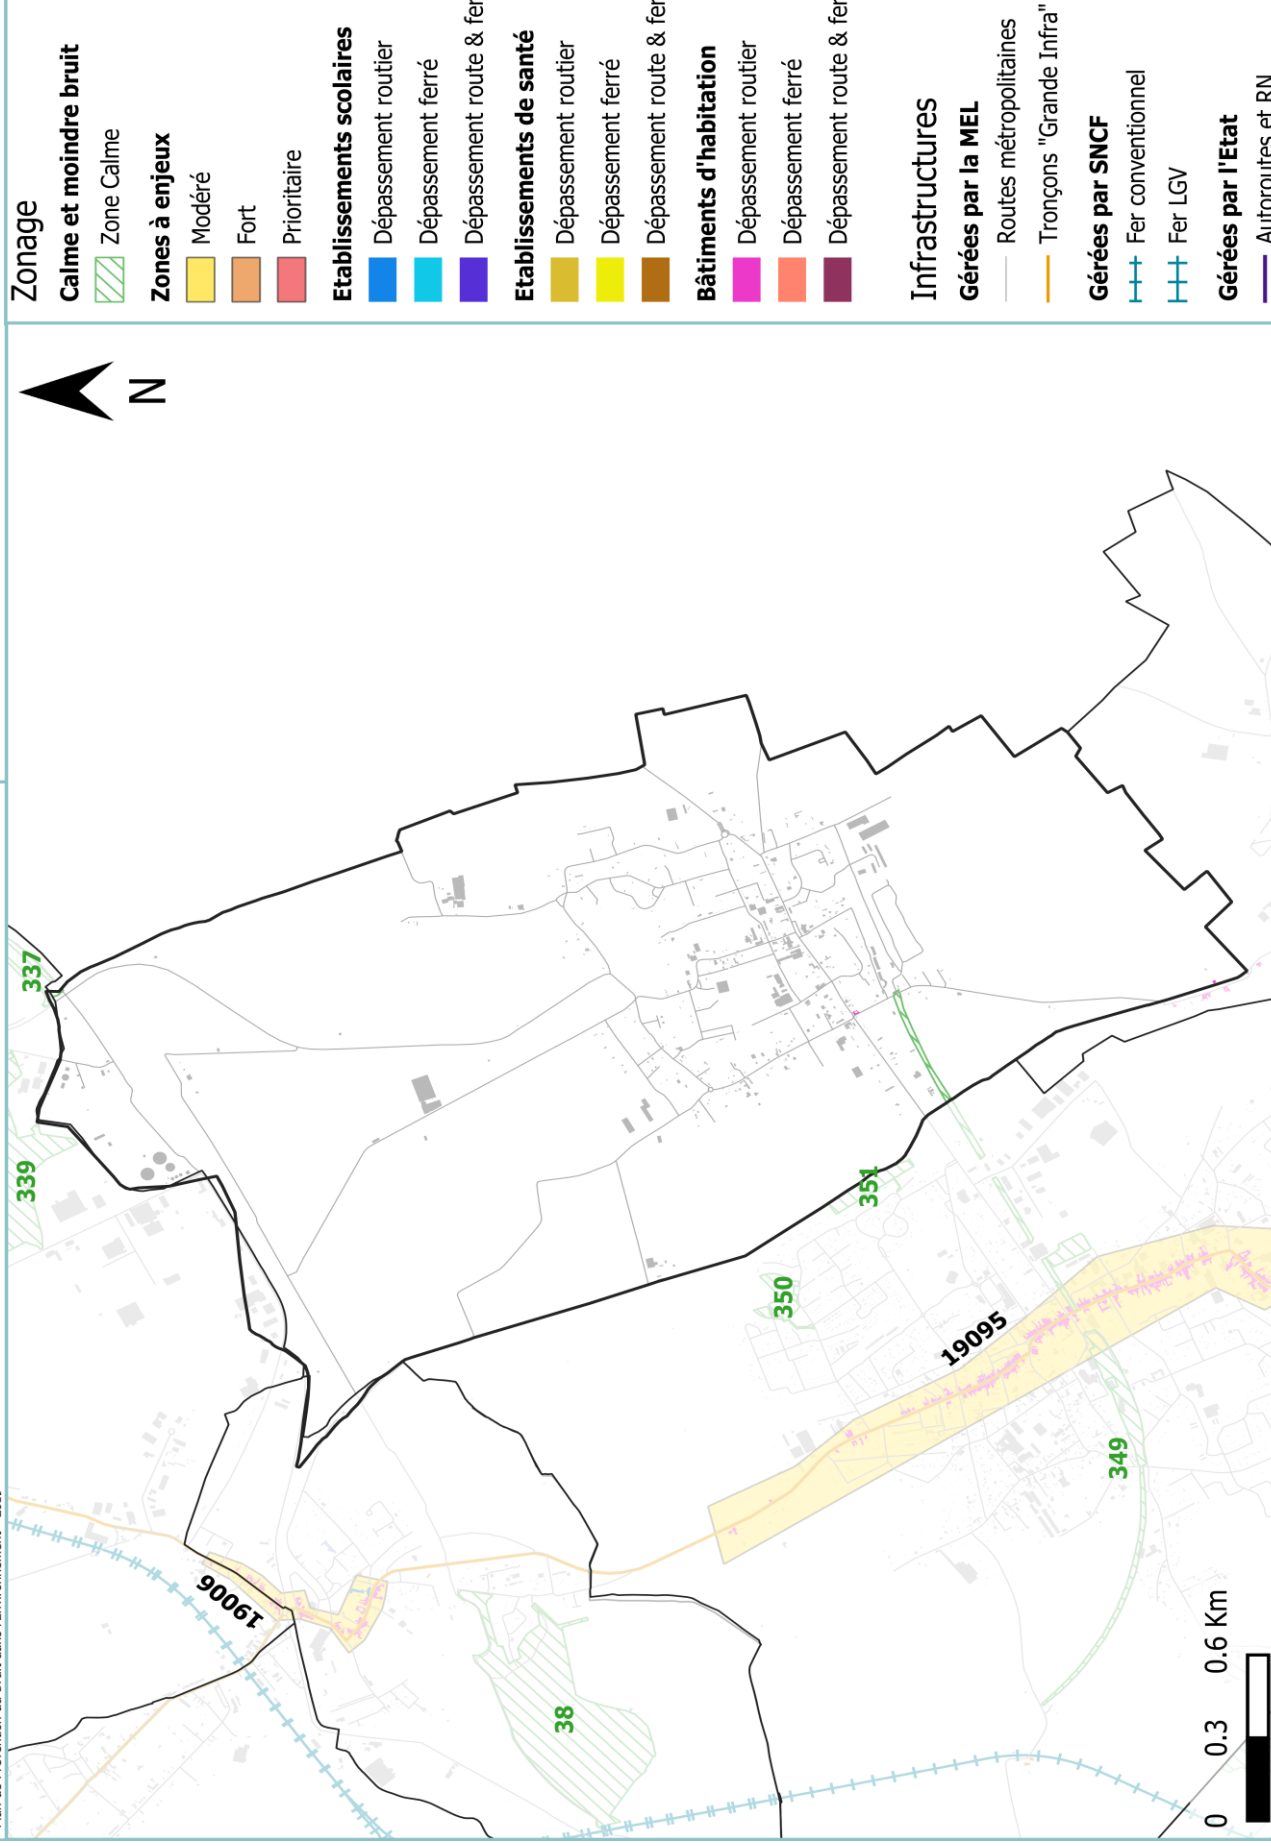 Zonage
Calme et moindre bruit
Zone Calme
Zones à enjeux
Modéré
Fort
Prioritaire
Etablissements scolaires
Dépassement routier
Dépassement ferré
Dépassement route & fer
Etablissements de santé
Dépassement routier
Dépassement ferré
Dépassement route & fer
Bâtiments d'habitation
Dépassement routier
Dépassement ferré
Dépassement route & fer
Infrastructures
Gérées par la MEL
Routes métropolitaines
Tronçons "Grande Infra"
Gérées par SNCF
Fer conventionnel
Fer LGV
Gérées par l'Etat
Autoroutes et RN
N
337
339
351
350
19095
349
19006
38
0 0.3 0.6 Km